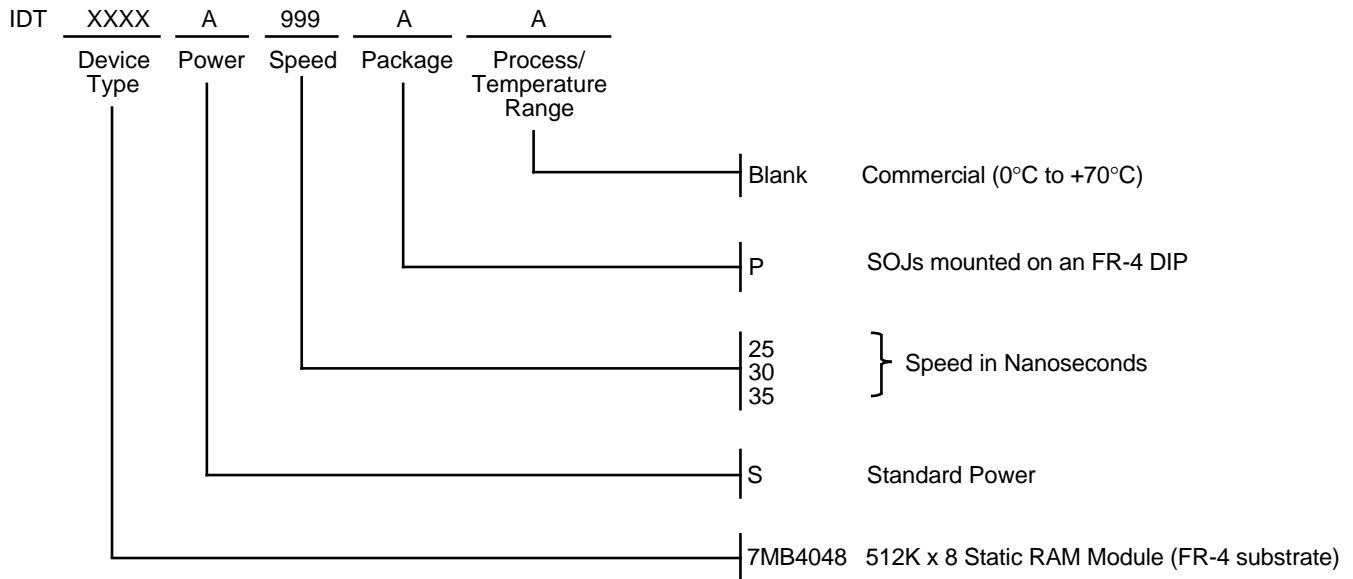 IDT XXXX A 999 A A
Device Type Power Speed Package Process/ Temperature Range
Blank Commercial (0°C to +70°C)
P SOJs mounted on an FR-4 DIP
25
30
35
Speed in Nanoseconds
S Standard Power
7MB4048 512K x 8 Static RAM Module (FR-4 substrate)